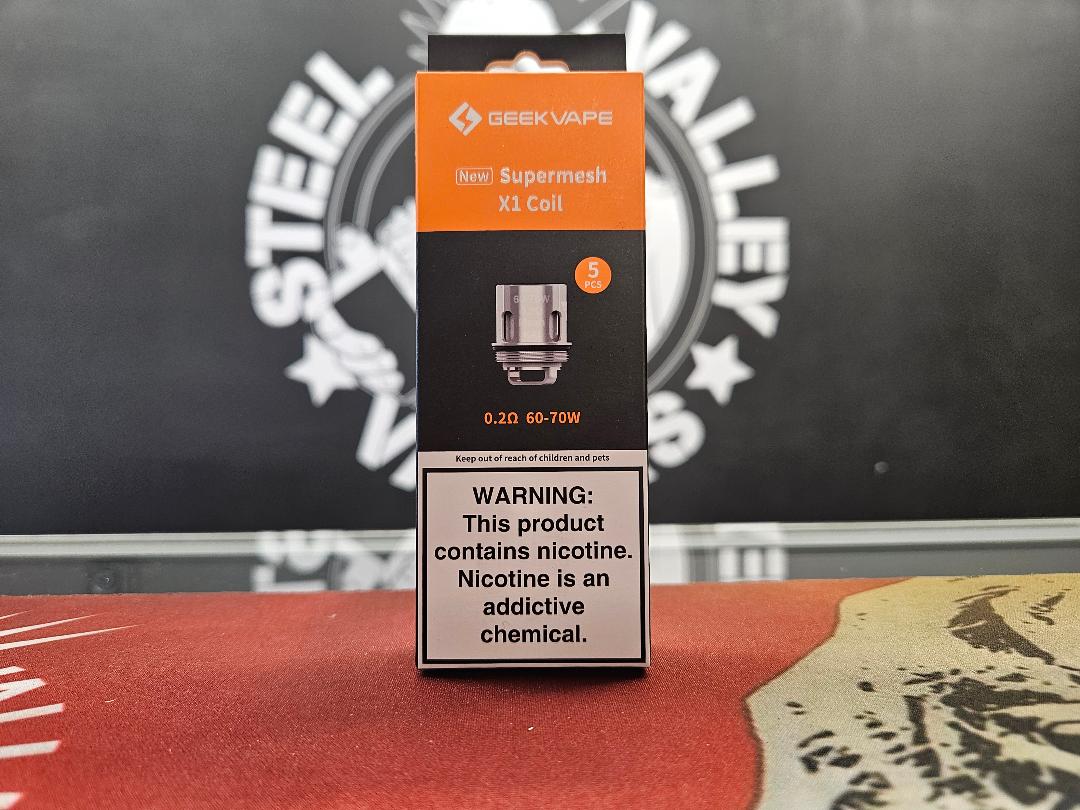 STEEL VALLEY
GEEKVAPE
New Supermesh
X1 Coil
5
PCS
0.2Ω 60-70W
Keep out of reach of children and pets
WARNING:
This product
contains nicotine.
Nicotine is an
addictive
chemical.